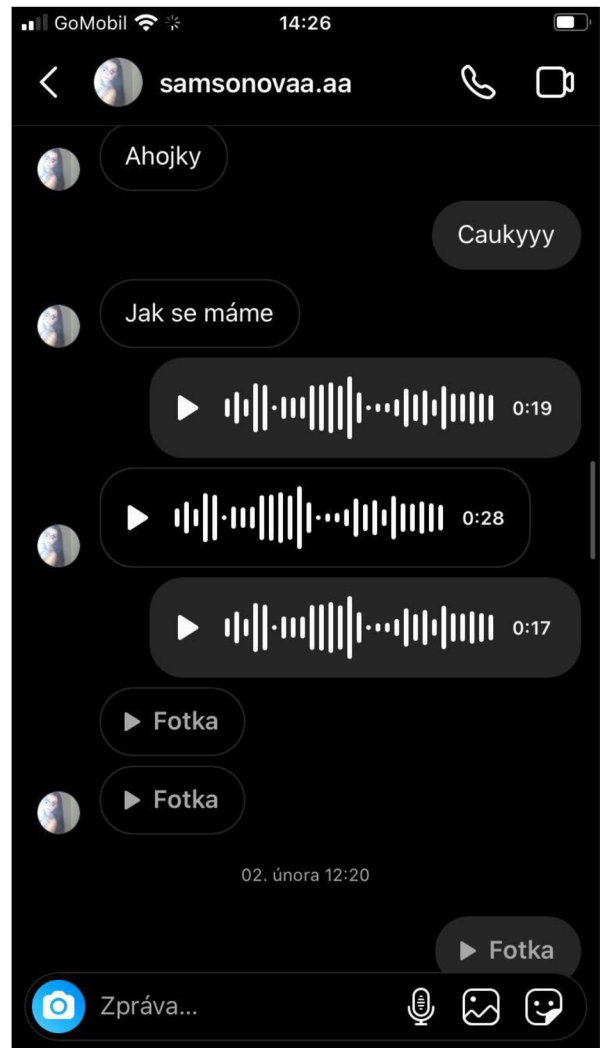 GoMobil 14:26
samsonovaa.aa
Ahojky
Caukyyy
Jak se máme
0:19
0:28
0:17
Fotka
Fotka
02. února 12:20
Fotka
Zpráva...